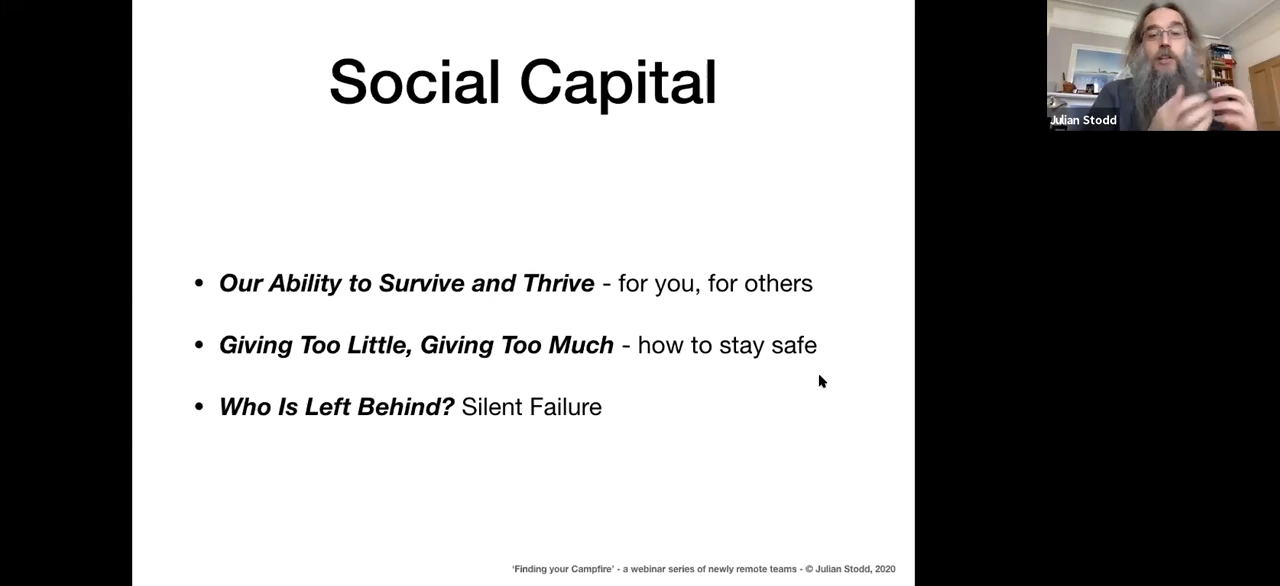 Social Capital
• Our Ability to Survive and Thrive - for you, for others
• Giving Too Little, Giving Too Much - how to stay safe
• Who Is Left Behind? Silent Failure
'Finding your Campfire' - a webinar series of newly remote teams - © Julian Stodd, 2020
Julian Stodd